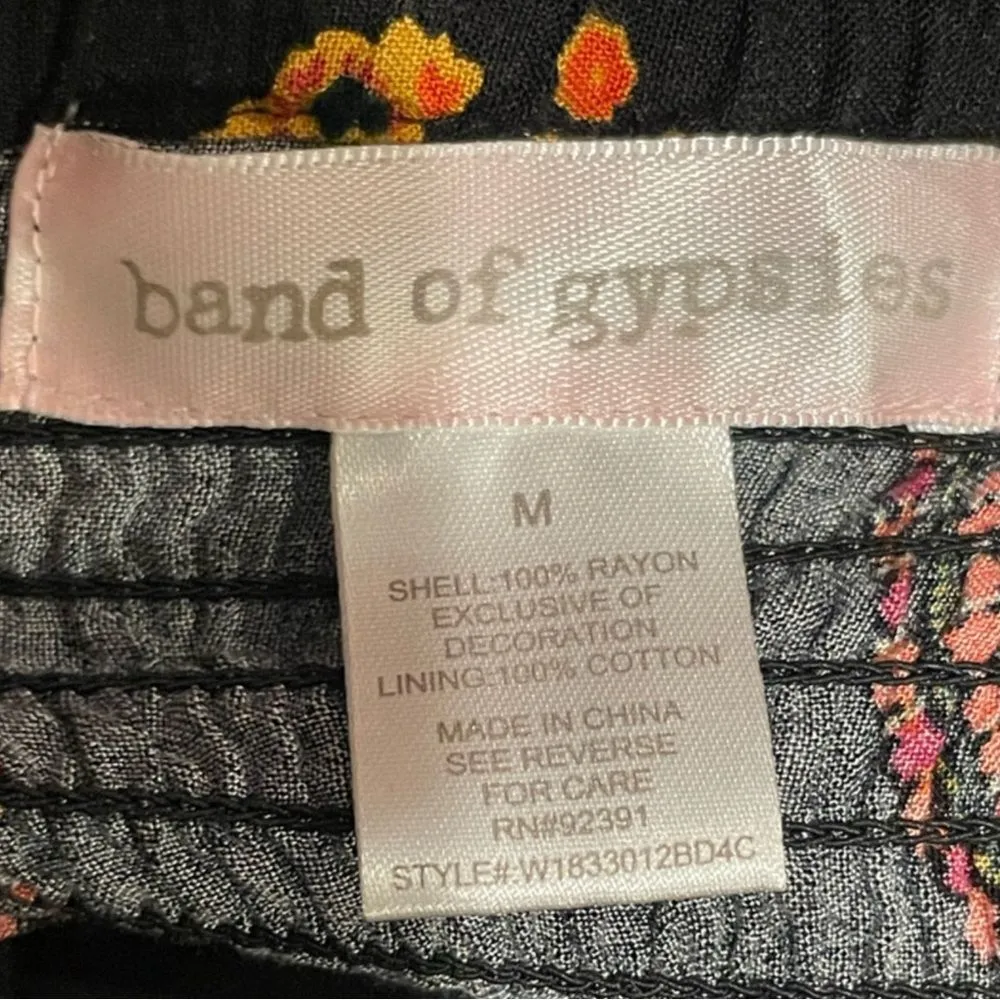 band of gypsies
M
SHELL:100% RAYON
EXCLUSIVE OF
DECORATION
LINING:100% COTTON
MADE IN CHINA
SEE REVERSE
FOR CARE
RN#92391
STYLE#:W1833012BD4C